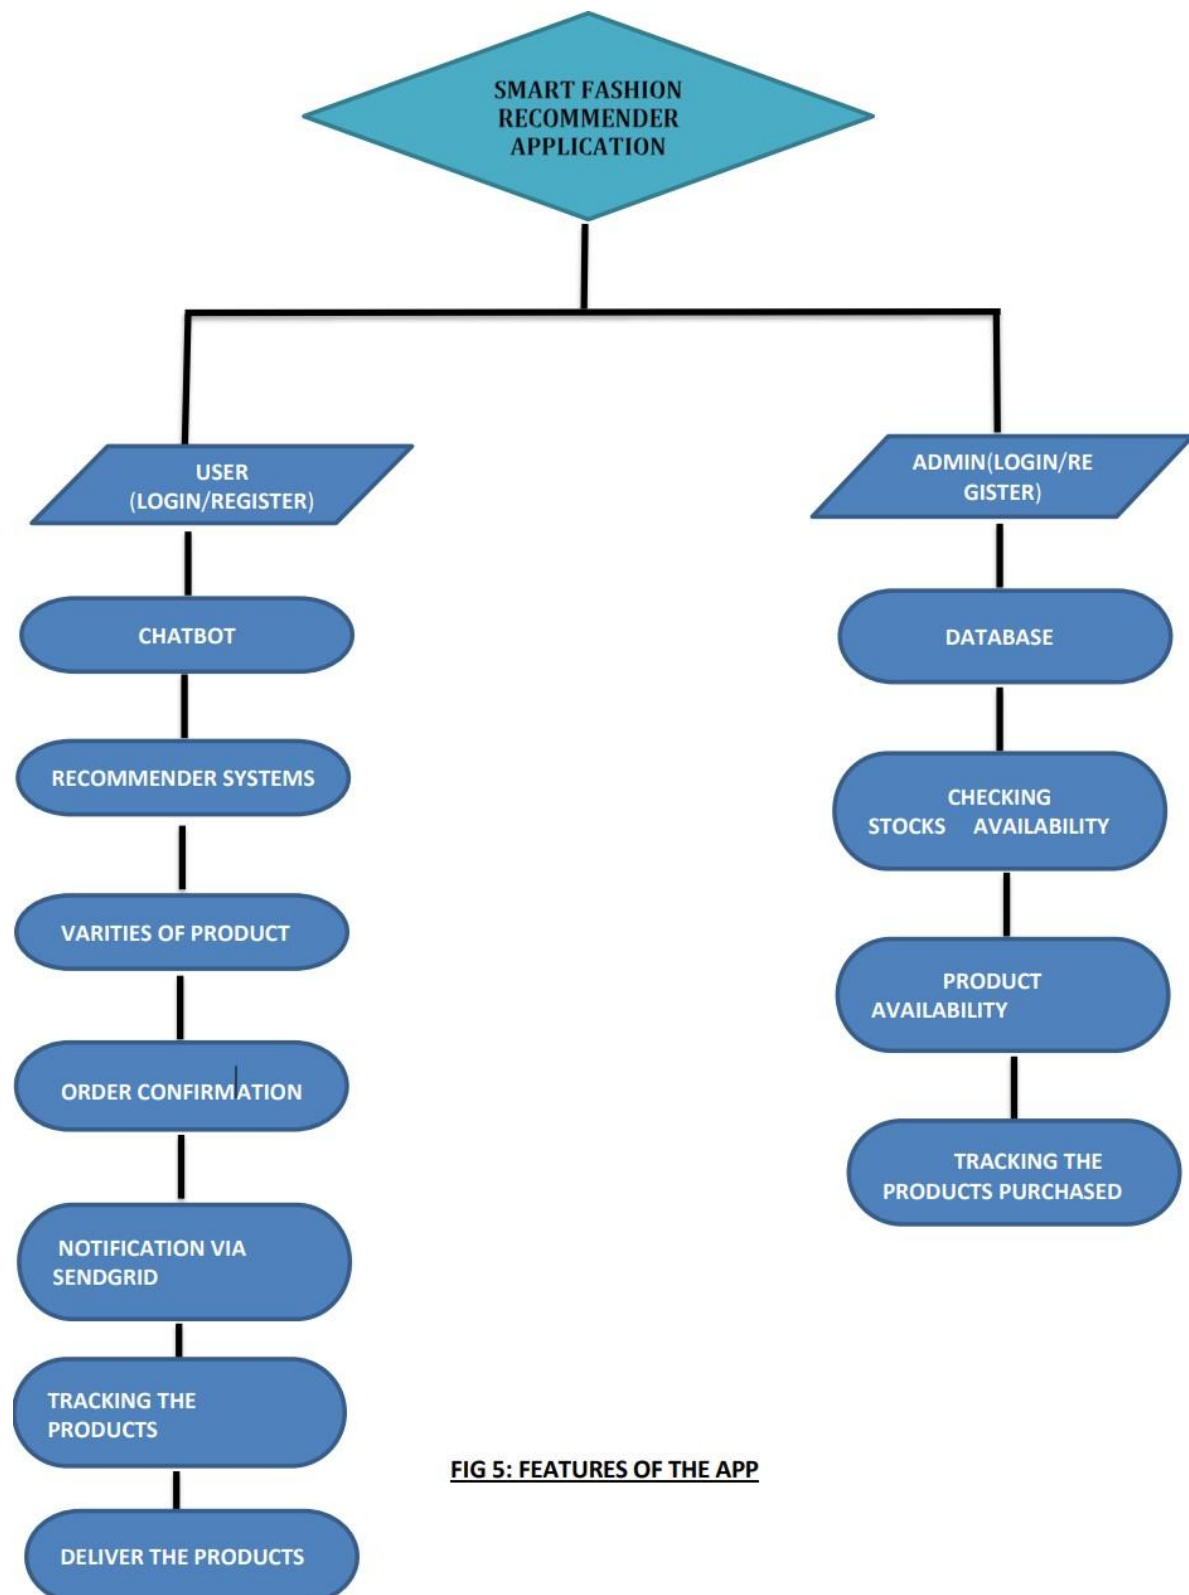 SMART FASHION
RECOMMENDER
APPLICATION
USER
(LOGIN/REGISTER)
CHATBOT
RECOMMENDER SYSTEMS
VARITIES OF PRODUCT
ORDER CONFIRMATION
NOTIFICATION VIA
SENDGRID
TRACKING THE
PRODUCTS
DELIVER THE PRODUCTS
ADMIN(LOGIN/RE
GISTER)
DATABASE
CHECKING
STOCKS AVAILABILITY
PRODUCT
AVAILABILITY
TRACKING THE
PRODUCTS PURCHASED
FIG 5: FEATURES OF THE APP